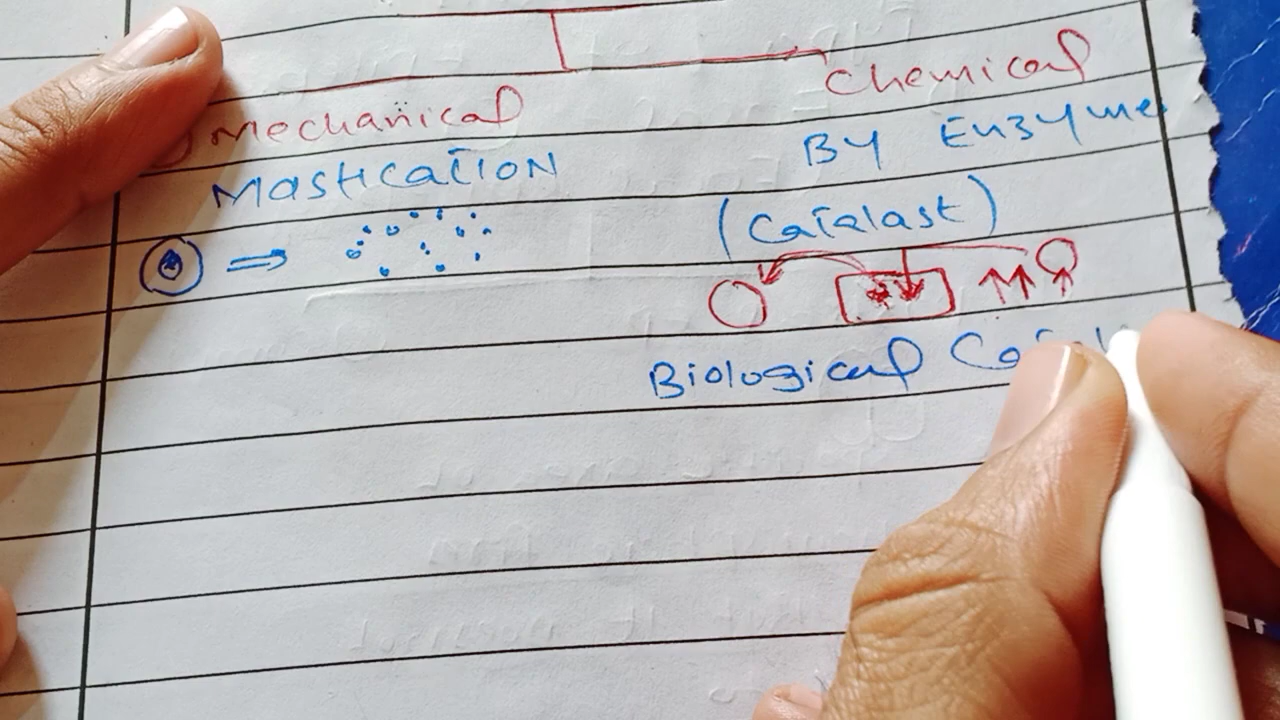 Mechanical
Chemical
Mastication
By Enzyme
(Catalast)
Biological